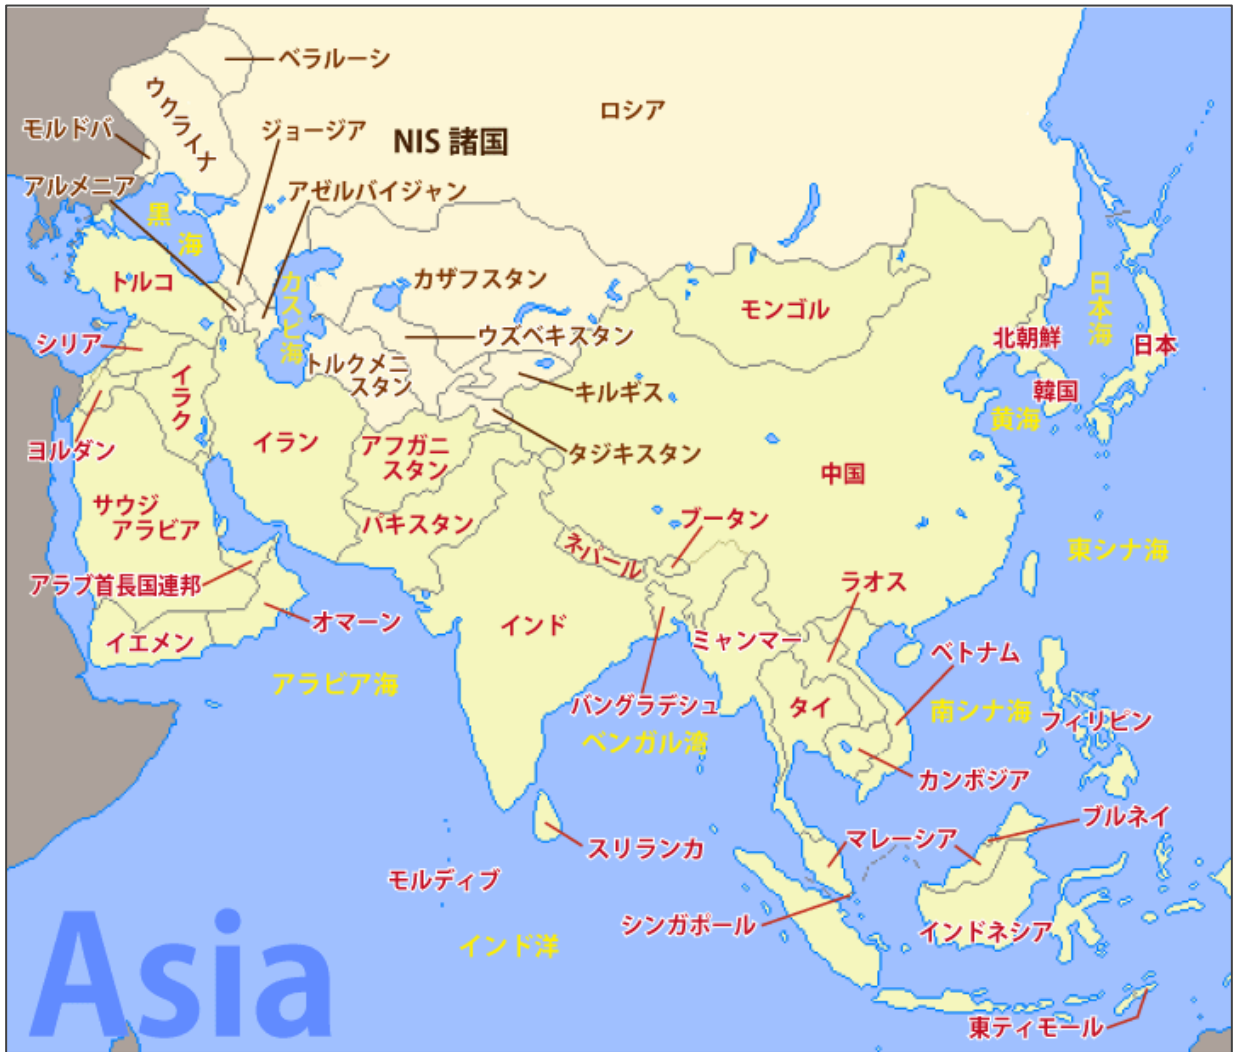 ベラルーシ
ウクラトナ
ロシア
モルドバ
ジョージア
NIS 諸国
アルメニア
アゼルバイジャン
黒海
トルコ
カスピ海
カザフスタン
モンゴル
日本海
シリア
ウズベキスタン
北朝鮮
日本
トルクメニ
スタン
イラク
キルギス
韓国
黄海
ヨルダン
イラン
アフガニ
スタン
タジキスタン
中国
サウジ
アラビア
パキスタン
ブータン
ネパール
東シナ海
アラブ首長国連邦
ラオス
オマーン
インド
イエメン
ミャンマー
ベトナム
アラビア海
バングラデシュ
タイ
南シナ海
フィリピン
ベンガル湾
カンボジア
ブルネイ
スリランカ
マレーシア
モルディブ
シンガポール
インドネシア
インド洋
Asia
東ティモール